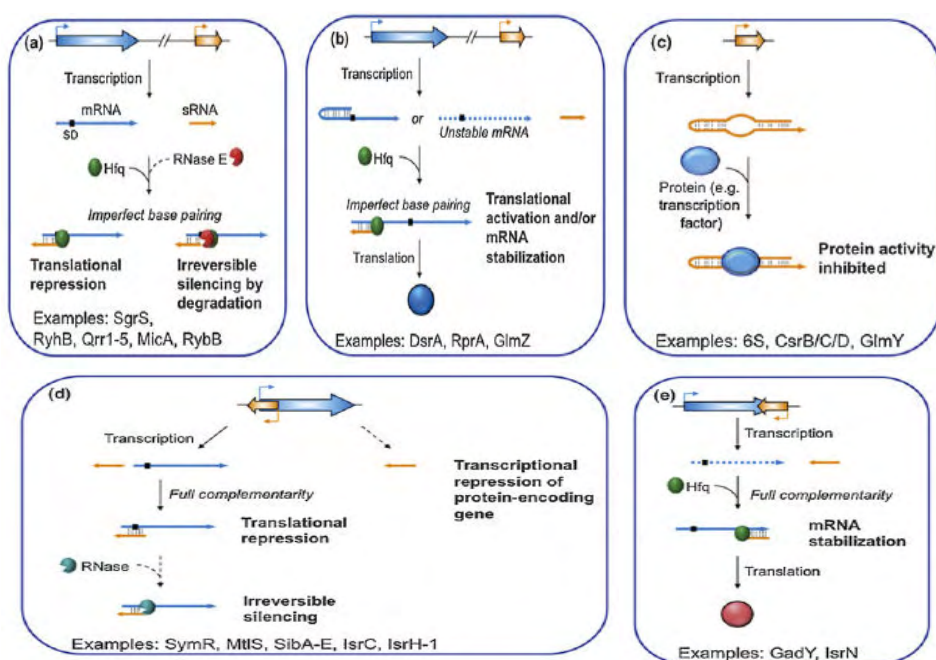 (a)
Transcription
mRNA
sRNA
SD
Hfq
RNase E
Imperfect base pairing
Translational
repression
Irreversible
silencing by
degradation
Examples: SgrS,
RyhB, Qrr1-5, MicA, RybB
(b)
Transcription
or
Unstable mRNA
Hfq
Imperfect base pairing
Translational
activation and/or
mRNA
stabilization
Translation
Examples: DsrA, RprA, GlmZ
(c)
Transcription
Protein (e.g.
transcription
factor)
Protein activity
inhibited
Examples: 6S, CsrB/C/D, GlmY
(d)
Transcription
Full complementarity
Translational
repression
Transcriptional
repression of
protein-encoding
gene
RNase
Irreversible
silencing
Examples: SymR, MtlS, SibA-E, IsrC, IsrH-1
(e)
Transcription
Hfq
Full complementarity
mRNA
stabilization
Translation
Examples: GadY, IsrN